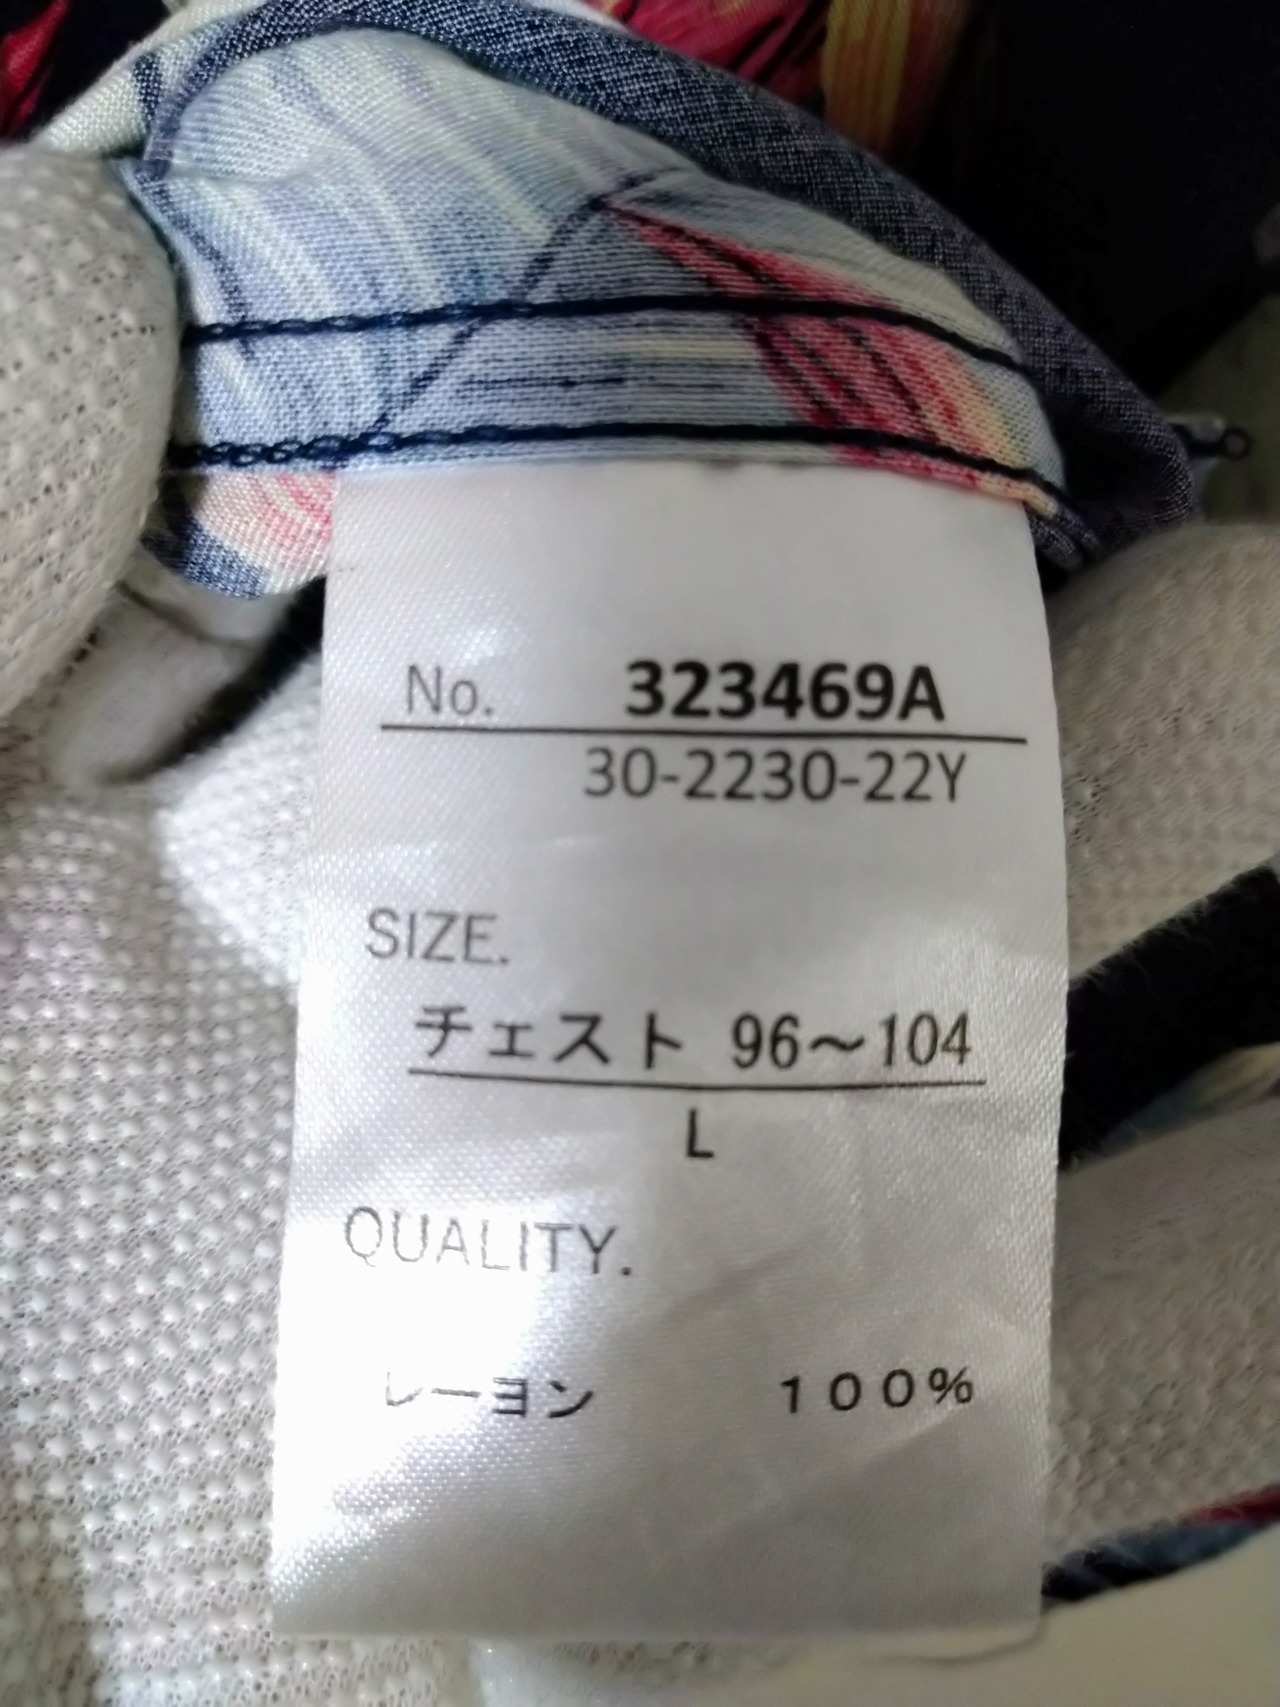 No. 323469A
30-2230-22Y
SIZE.
チェスト 96～104
L
QUALITY.
レーヨン 100%